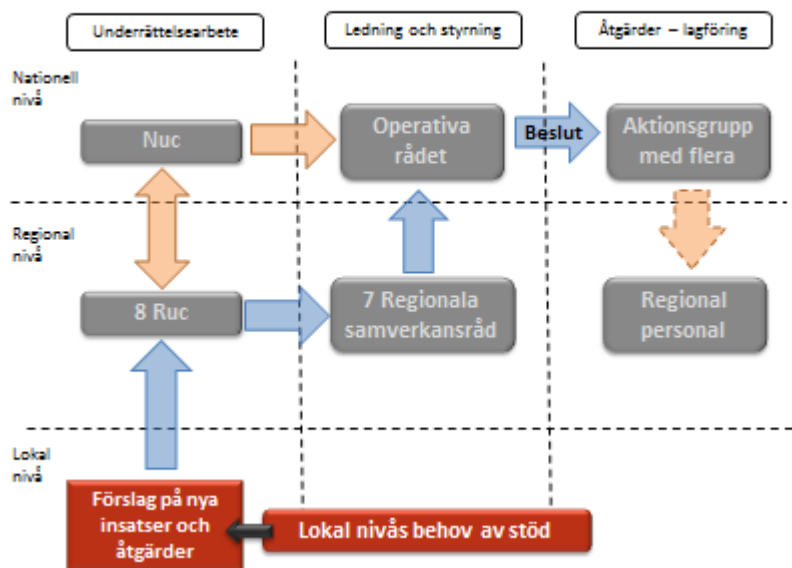 Underrättelsearbete
Ledning och styrning
Åtgärder – lagföring
Nationell
nivå
Nuc
Operativa
rådet
Beslut
Aktionsgrupp
med flera
Regional
nivå
8 Ruc
7 Regionala
samverkansråd
Regional
personal
Lokal
nivå
Förslag på nya
insatser och
åtgärder
Lokal nivås behov av stöd